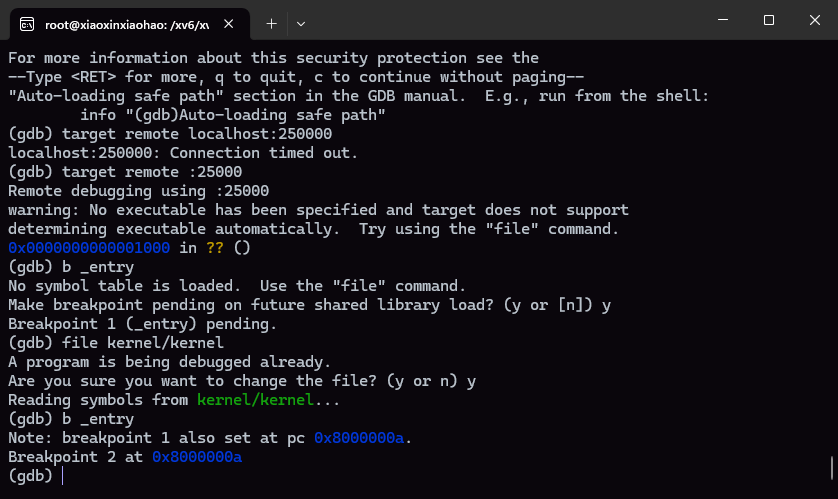 root@xiaoxinxiaohao: /xv6/xv
For more information about this security protection see the
--Type <RET> for more, q to quit, c to continue without paging--
"Auto-loading safe path" section in the GDB manual.  E.g., run from the shell:
        info "(gdb)Auto-loading safe path"
(gdb) target remote localhost:250000
localhost:250000: Connection timed out.
(gdb) target remote :25000
Remote debugging using :25000
warning: No executable has been specified and target does not support
determining executable automatically.  Try using the "file" command.
0x0000000000001000 in ?? ()
(gdb) b _entry
No symbol table is loaded.  Use the "file" command.
Make breakpoint pending on future shared library load? (y or [n]) y
Breakpoint 1 (_entry) pending.
(gdb) file kernel/kernel
A program is being debugged already.
Are you sure you want to change the file? (y or n) y
Reading symbols from kernel/kernel...
(gdb) b _entry
Note: breakpoint 1 also set at pc 0x8000000a.
Breakpoint 2 at 0x8000000a
(gdb)